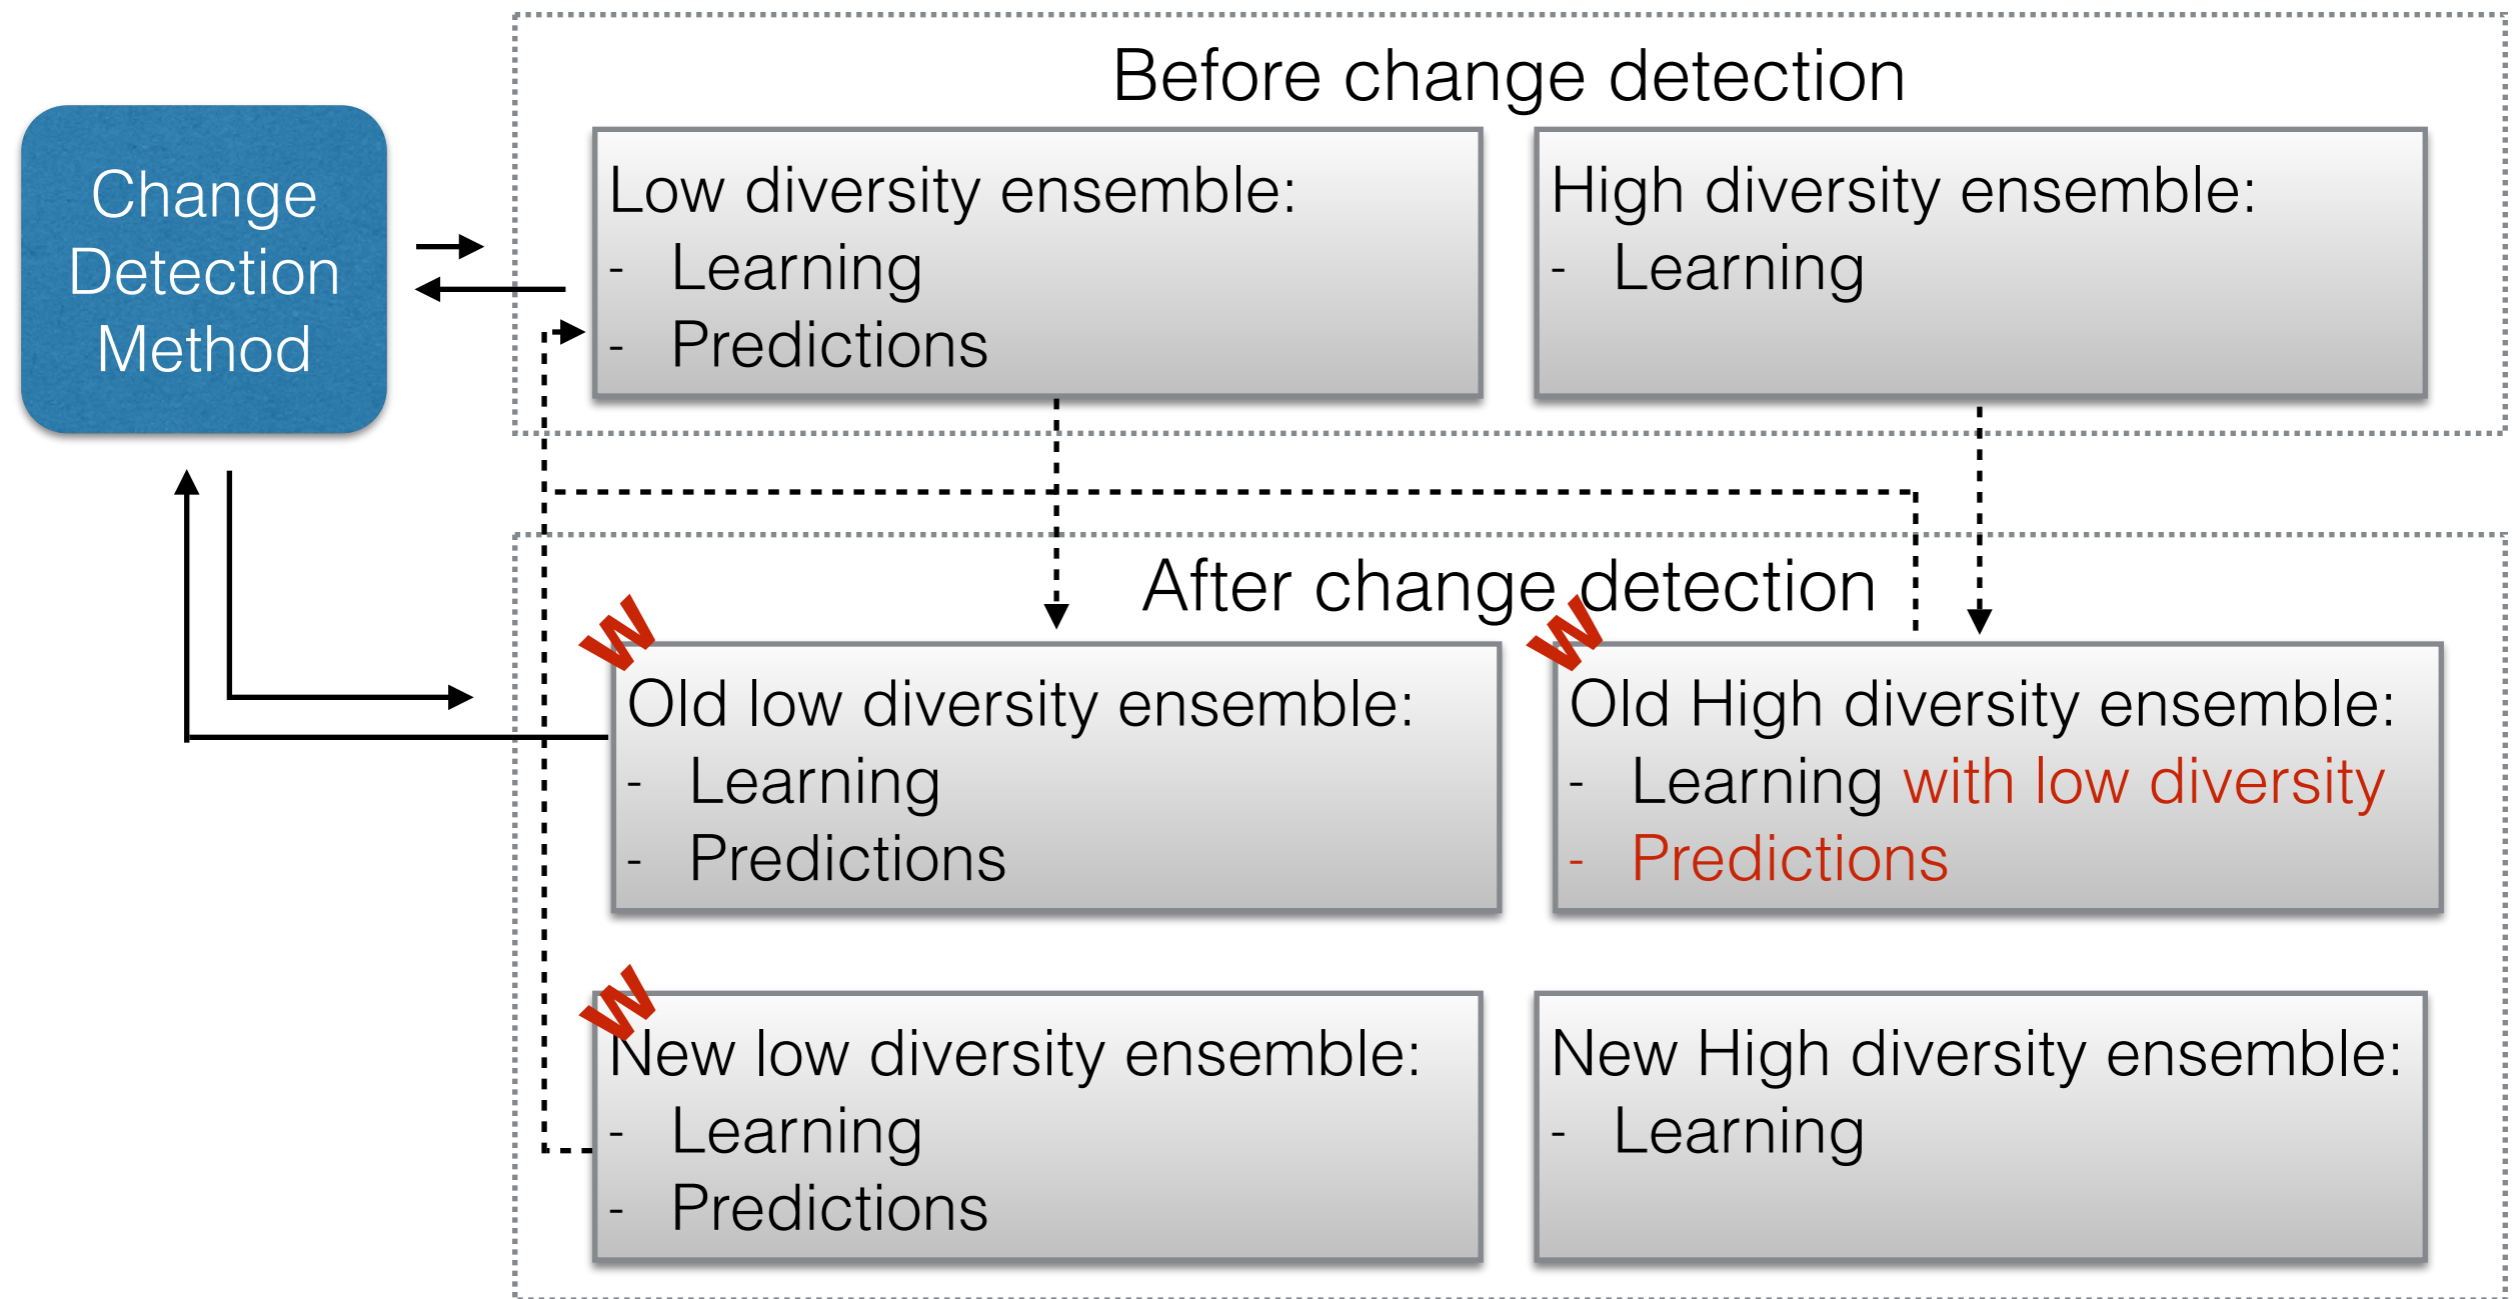 Before change detection
Change
Detection
Method
Low diversity ensemble:
- Learning
- Predictions
High diversity ensemble:
- Learning
After change detection
W
Old low diversity ensemble:
- Learning
- Predictions
W
Old High diversity ensemble:
- Learning with low diversity
- Predictions
W
New low diversity ensemble:
- Learning
- Predictions
New High diversity ensemble:
- Learning